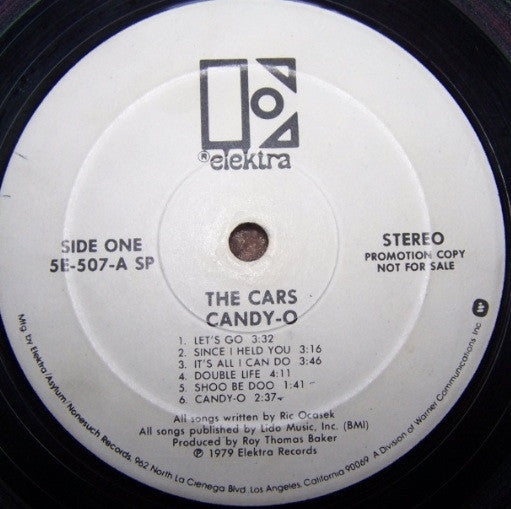 ® elektra
SIDE ONE
5E-507-A SP
STEREO
PROMOTION COPY
NOT FOR SALE
THE CARS
CANDY-O
1. LET'S GO 3:32
2. SINCE I HELD YOU 3:16
3. IT'S ALL I CAN DO 3:46
4. DOUBLE LIFE 4:11
5. SHOO BE DOO 1:41
6. CANDY-O 2:37
All songs written by Ric Ocasek
All songs published by Lido Music, Inc. (BMI)
Produced by Roy Thomas Baker
℗ 1979 Elektra Records
Mfg by Elektra/Asylum/Nonesuch Records, 962 North La Cienega Blvd. Los Angeles, California 90069 A Division of Warner Communications Inc